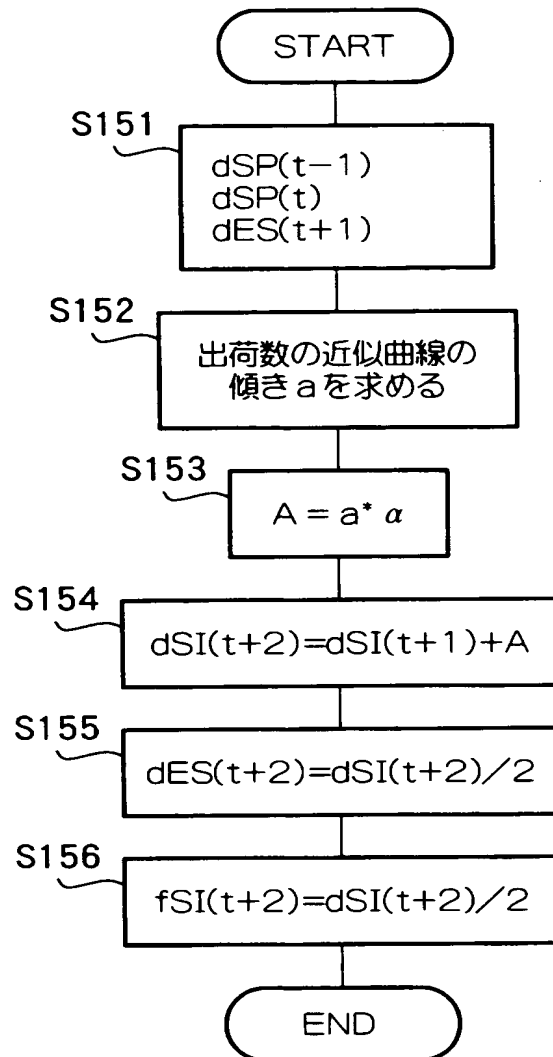 START
S151
dSP(t−1)
dSP(t)
dES(t+1)
S152
出荷数の近似曲線の
傾きaを求める
S153
A=a* α
S154
dSI(t+2)=dSI(t+1)+A
S155
dES(t+2)=dSI(t+2)／2
S156
fSI(t+2)=dSI(t+2)／2
END